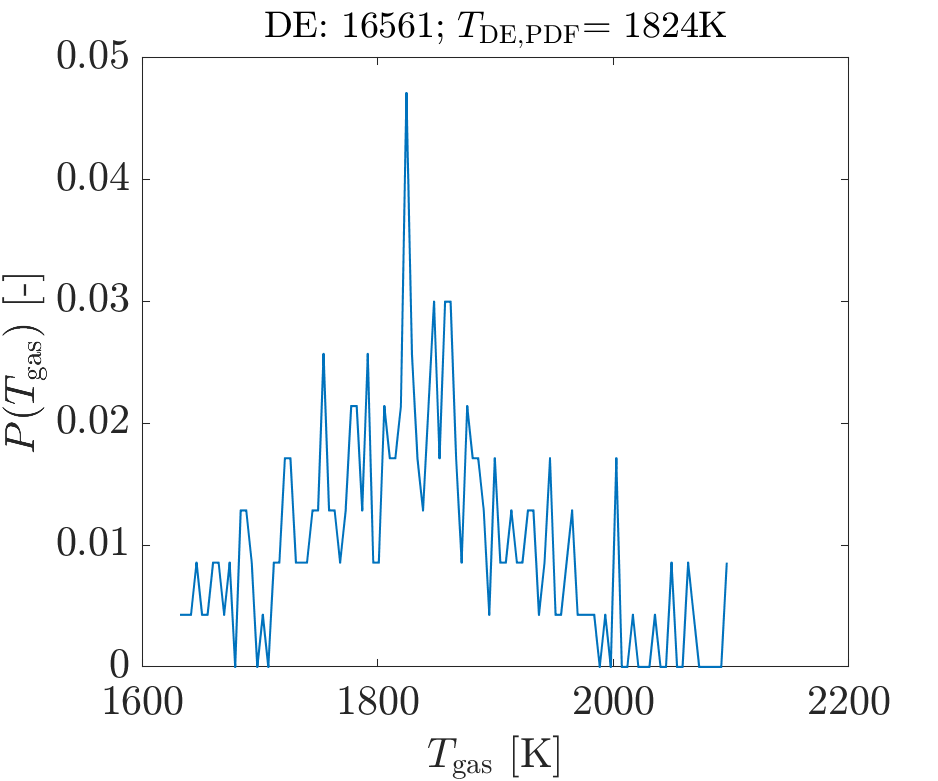 DE: 16561; T_DE,PDF= 1824K
0.05
0.04
0.03
0.02
0.01
0
P(T_gas) [-]
1600 1800 2000 2200
T_gas [K]